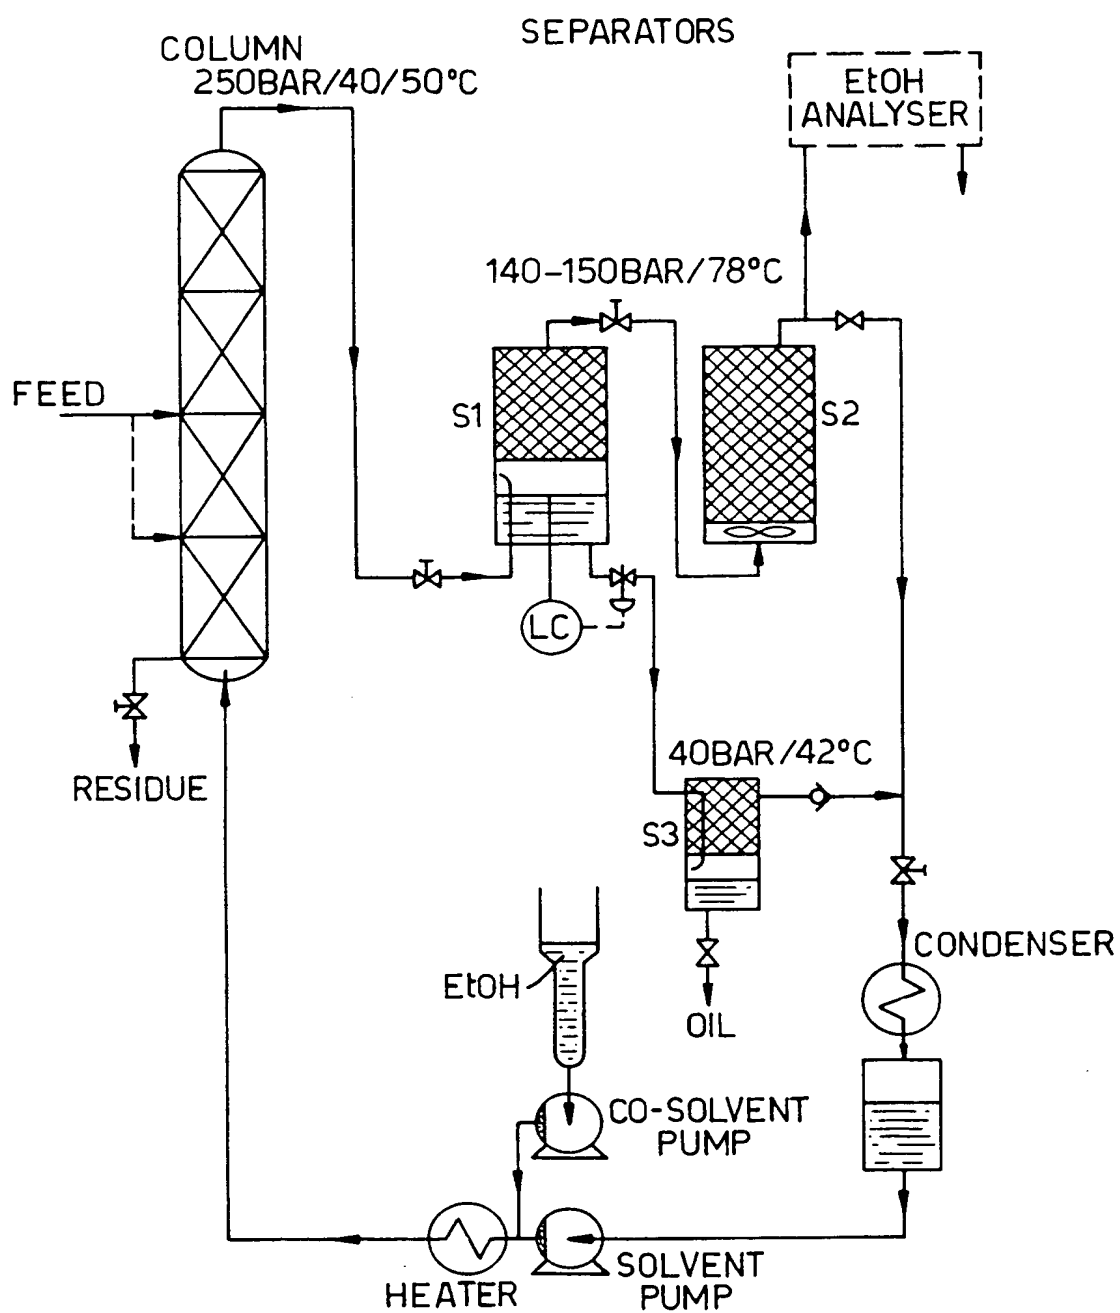 SEPARATORS
COLUMN
250BAR/40/50°C
EtOH
ANALYSER
140-150BAR/78°C
FEED
S1
S2
LC
40BAR/42°C
RESIDUE
S3
CONDENSER
EtOH
OIL
CO-SOLVENT
PUMP
SOLVENT
PUMP
HEATER